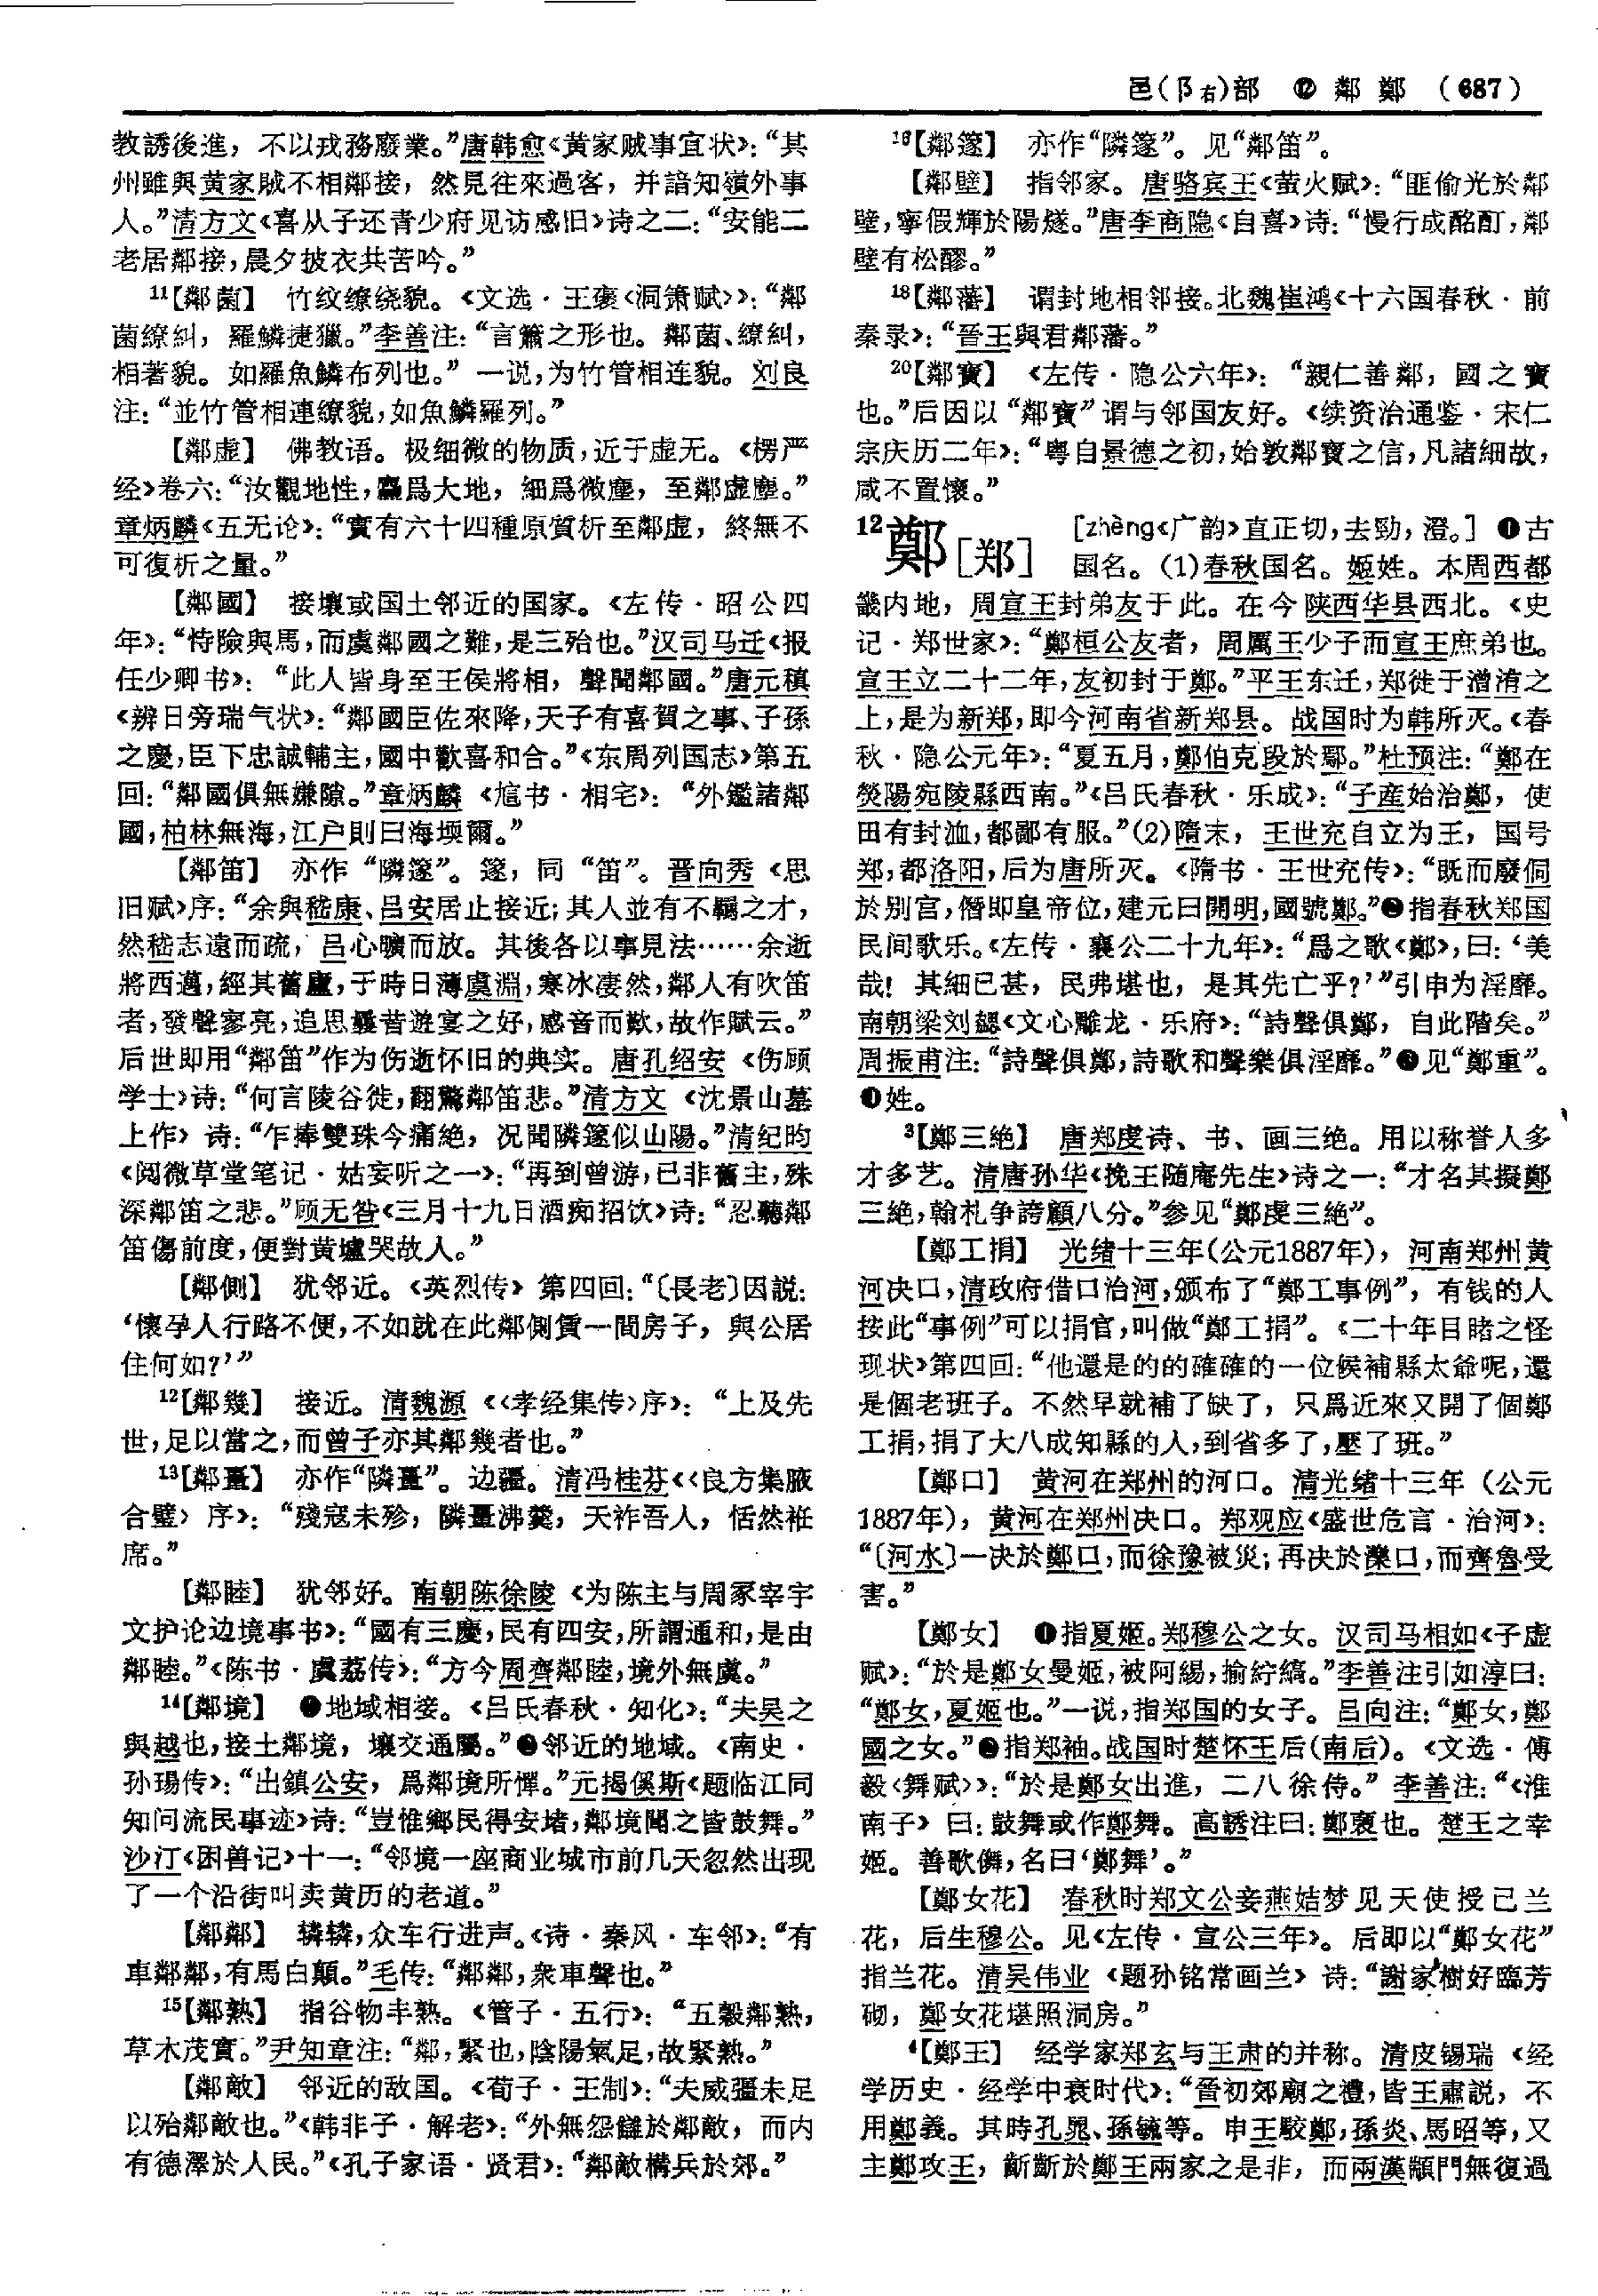 邑(阝右)部 ⑫ 鄰 鄭 (687)
教誘後進，不以戎務廢業。”唐韩愈《黄家贼事宜状》：“其
州雖與黄家賊不相鄰接，然見往來過客，并諳知嶺外事
人。”清方文《喜从子还青少府见访感旧》诗之二：“安能二
老居鄰接，晨夕披衣共苦吟。”
11【鄰菌】 竹纹缭绕貌。《文选·王褒〈洞箫赋〉》：“鄰
菌繚糾，羅鱗捷獵。”李善注：“言簫之形也。鄰菌、繚糾，
相著貌。如羅魚鱗布列也。”一说，为竹管相连貌。刘良
注：“並竹管相連繚貌，如魚鱗羅列。”
【鄰虚】 佛教语。极细微的物质，近于虚无。《楞严
经》卷六：“汝觀地性，麤爲大地，細爲微塵，至鄰虚塵。”
章炳麟《五无论》：“實有六十四種原質析至鄰虚，終無不
可復析之量。”
【鄰國】 接壤或国土邻近的国家。《左传·昭公四
年》：“恃險與馬，而虞鄰國之難，是三殆也。”汉司马迁《报
任少卿书》：“此人皆身至王侯將相，聲聞鄰國。”唐元稹
《辨日旁瑞气状》：“鄰國臣佐來降，天子有喜賀之事、子孫
之慶，臣下忠誠輔主，國中歡喜和合。”《东周列国志》第五
回：“鄰國俱無嫌隙。”章炳麟《訄书·相宅》：“外鑑諸鄰
國，柏林無海，江户則曰海堧爾。”
【鄰笛】 亦作“隣篴”。篴，同“笛”。晋向秀《思
旧赋》序：“余與嵇康、吕安居止接近；其人並有不羈之才，
然嵇志遠而疏，吕心曠而放。其後各以事見法……余逝
將西邁，經其舊廬，于時日薄虞淵，寒冰凄然，鄰人有吹笛
者，發聲寥亮，追思曩昔遊宴之好，感音而歎，故作賦云。”
后世即用“鄰笛”作为伤逝怀旧的典实。唐孔绍安《伤顾
学士》诗：“何言陵谷徙，翻驚鄰笛悲。”清方文《沈景山墓
上作》诗：“乍捧雙珠今痛絶，况聞隣篴似山陽。”清纪昀
《阅微草堂笔记·姑妄听之一》：“再到曾游，已非舊主，殊
深鄰笛之悲。”顾无咎《三月十九日酒痴招饮》诗：“忍聽鄰
笛傷前度，便對黄壚哭故人。”
【鄰側】 犹邻近。《英烈传》第四回：“〔長老〕因説：
‘懷孕人行路不便，不如就在此鄰側賃一間房子，與公居
住何如？’”
12【鄰幾】 接近。清魏源《〈孝经集传〉序》：“上及先
世，足以當之，而曾子亦其鄰幾者也。”
13【鄰畺】 亦作“隣畺”。边疆。清冯桂芬《〈良方集腋
合璧〉序》：“殘寇未殄，隣畺沸羹，天祚吾人，恬然袵
席。”
【鄰睦】 犹邻好。南朝陈徐陵《为陈主与周冢宰宇
文护论边境事书》：“國有三慶，民有四安，所謂通和，是由
鄰睦。”《陈书·虞荔传》：“方今周齊鄰睦，境外無虞。”
14【鄰境】 ❶地域相接。《吕氏春秋·知化》：“夫吴之
與越也，接土鄰境，壤交通屬。”❷邻近的地域。《南史·
孙瑒传》：“出鎮公安，爲鄰境所憚。”元揭傒斯《题临江同
知问流民事迹》诗：“豈惟鄉民得安堵，鄰境聞之皆鼓舞。”
沙汀《困兽记》十一：“邻境一座商业城市前几天忽然出现
了一个沿街叫卖黄历的老道。”
【鄰鄰】 辚辚，众车行进声。《诗·秦风·车邻》：“有
車鄰鄰，有馬白顛。”毛传：“鄰鄰，衆車聲也。”
15【鄰熟】 指谷物丰熟。《管子·五行》：“五穀鄰熟，
草木茂實。”尹知章注：“鄰，緊也，陰陽氣足，故緊熟。”
【鄰敵】 邻近的敌国。《荀子·王制》：“夫威彊未足
以殆鄰敵也。”《韩非子·解老》：“外無怨讎於鄰敵，而内
有德澤於人民。”《孔子家语·贤君》：“鄰敵構兵於郊。”
16【鄰篴】 亦作“隣篴”。见“鄰笛”。
【鄰壁】 指邻家。唐骆宾王《萤火赋》：“匪偷光於鄰
壁，寧假輝於陽燧。”唐李商隐《自喜》诗：“慢行成酩酊，鄰
壁有松醪。”
18【鄰藩】 谓封地相邻接。北魏崔鸿《十六国春秋·前
秦录》：“晉王與君鄰藩。”
20【鄰寶】 《左传·隐公六年》：“親仁善鄰，國之寶
也。”后因以“鄰寶”谓与邻国友好。《续资治通鉴·宋仁
宗庆历二年》：“粤自景德之初，始敦鄰寶之信，凡諸細故，
咸不置懷。”
12鄭[郑] [zhèng《广韵》直正切，去勁，澄。] ❶古
国名。(1)春秋国名。姬姓。本周西都
畿内地，周宣王封弟友于此。在今陕西华县西北。《史
记·郑世家》：“鄭桓公友者，周厲王少子而宣王庶弟也。
宣王立二十二年，友初封于鄭。”平王东迁，郑徙于溍洧之
上，是为新郑，即今河南省新郑县。战国时为韩所灭。《春
秋·隐公元年》：“夏五月，鄭伯克段於鄢。”杜预注：“鄭在
熒陽宛陵縣西南。”《吕氏春秋·乐成》：“子産始治鄭，使
田有封洫，都鄙有服。”(2)隋末，王世充自立为王，国号
郑，都洛阳，后为唐所灭。《隋书·王世充传》：“既而廢侗
於别宫，僭即皇帝位，建元曰開明，國號鄭。”❷指春秋郑国
民间歌乐。《左传·襄公二十九年》：“爲之歌《鄭》，曰：‘美
哉！其細已甚，民弗堪也，是其先亡乎？’”引申为淫靡。
南朝梁刘勰《文心雕龙·乐府》：“詩聲俱鄭，自此階矣。”
周振甫注：“詩聲俱鄭，詩歌和聲樂俱淫靡。”❸见“鄭重”。
❹姓。
3【鄭三絶】 唐郑虔诗、书、画三绝。用以称誉人多
才多艺。清唐孙华《挽王随庵先生》诗之一：“才名其擬鄭
三絶，翰札争誇顧八分。”参见“鄭虔三絶”。
【鄭工捐】 光绪十三年(公元1887年)，河南郑州黄
河决口，清政府借口治河，颁布了“鄭工事例”，有钱的人
按此“事例”可以捐官，叫做“鄭工捐”。《二十年目睹之怪
现状》第四回：“他還是的的確確的一位候補縣太爺呢，還
是個老班子。不然早就補了缺了，只爲近來又開了個鄭
工捐，捐了大八成知縣的人，到省多了，壓了班。”
【鄭口】 黄河在郑州的河口。清光绪十三年（公元
1887年)，黄河在郑州决口。郑观应《盛世危言·治河》：
“〔河水〕一决於鄭口，而徐豫被災；再决於灤口，而齊魯受
害。”
【鄭女】 ❶指夏姬。郑穆公之女。汉司马相如《子虚
赋》：“於是鄭女曼姬，被阿緆，揄紵縞。”李善注引如淳曰：
“鄭女，夏姬也。”一说，指郑国的女子。吕向注：“鄭女，鄭
國之女。”❷指郑袖。战国时楚怀王后(南后)。《文选·傅
毅〈舞赋〉》：“於是鄭女出進，二八徐侍。”李善注：“《淮
南子》曰：鼓舞或作鄭舞。高誘注曰：鄭褎也。楚王之幸
姬。善歌儛，名曰‘鄭舞’。”
【鄭女花】 春秋时郑文公妾燕姞梦见天使授已兰
花，后生穆公。见《左传·宣公三年》。后即以“鄭女花”
指兰花。清吴伟业《题孙铭常画兰》诗：“謝家樹好臨芳
砌，鄭女花堪照洞房。”
4【鄭王】 经学家郑玄与王肃的并称。清皮锡瑞《经
学历史·经学中衰时代》：“晉初郊廟之禮，皆王肅説，不
用鄭義。其時孔晁、孫毓等。申王駁鄭，孫炎、馬昭等，又
主鄭攻王，齗齗於鄭王兩家之是非，而兩漢顓門無復過